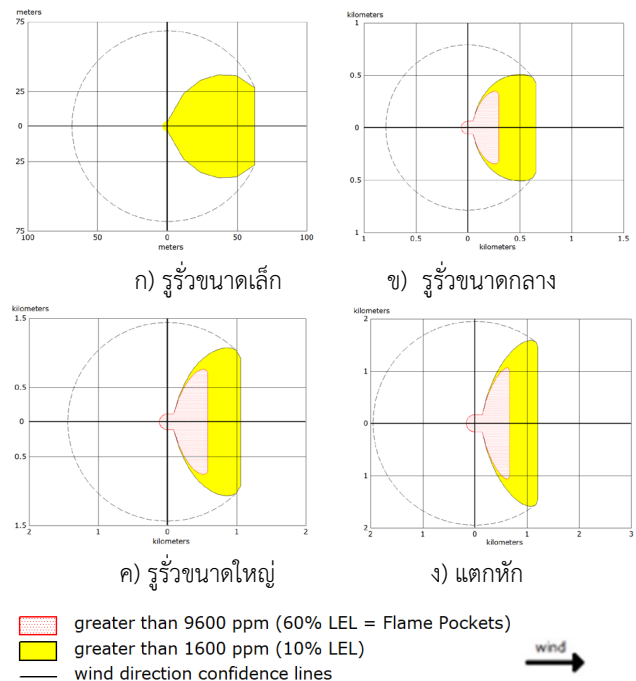 meters
75
25
0
25
75
100
50
0
50
100
meters
ก) รูรั่วขนาดเล็ก
kilometers
1
0.5
0
0.5
1
1
0.5
0
0.5
1
1.5
kilometers
ข) รูรั่วขนาดกลาง
kilometers
1.5
0.5
0
0.5
1.5
2
1
0
1
2
kilometers
ค) รูรั่วขนาดใหญ่
kilometers
2
1
0
1
2
2
1
0
1
2
3
kilometers
ง) แตกหัก
greater than 9600 ppm (60% LEL = Flame Pockets)
greater than 1600 ppm (10% LEL)
wind direction confidence lines
wind